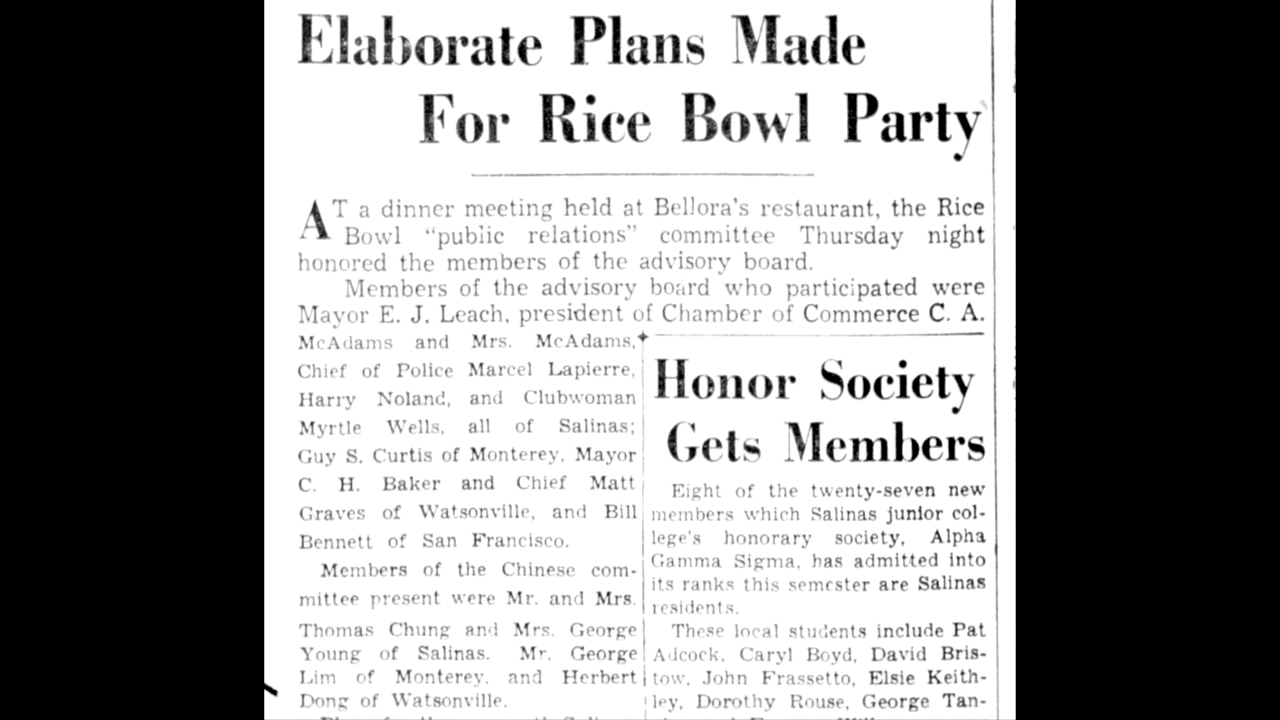 Elaborate Plans Made
For Rice Bowl Party
AT a dinner meeting held at Bellora's restaurant, the Rice
Bowl "public relations" committee Thursday night
honored the members of the advisory board.
Members of the advisory board who participated were
Mayor E. J. Leach, president of Chamber of Commerce C. A.
McAdams and Mrs. McAdams,
Chief of Police Marcel Lapierre,
Harry Noland, and Clubwoman
Myrtle Wells, all of Salinas;
Guy S. Curtis of Monterey, Mayor
C. H. Baker and Chief Matt
Graves of Watsonville, and Bill
Bennett of San Francisco.
Members of the Chinese com-
mittee present were Mr. and Mrs.
Thomas Chung and Mrs. George
Young of Salinas. Mr. George
Lim of Monterey, and Herbert
Dong of Watsonville.
Honor Society
Gets Members
Eight of the twenty-seven new
members which Salinas junior col-
lege's honorary society, Alpha
Gamma Sigma, has admitted into
its ranks this semester are Salinas
residents.
These local students include Pat
Adcock, Caryl Boyd, David Bris-
tow, John Frassetto, Elsie Keith-
ley, Dorothy Rouse, George Tan-